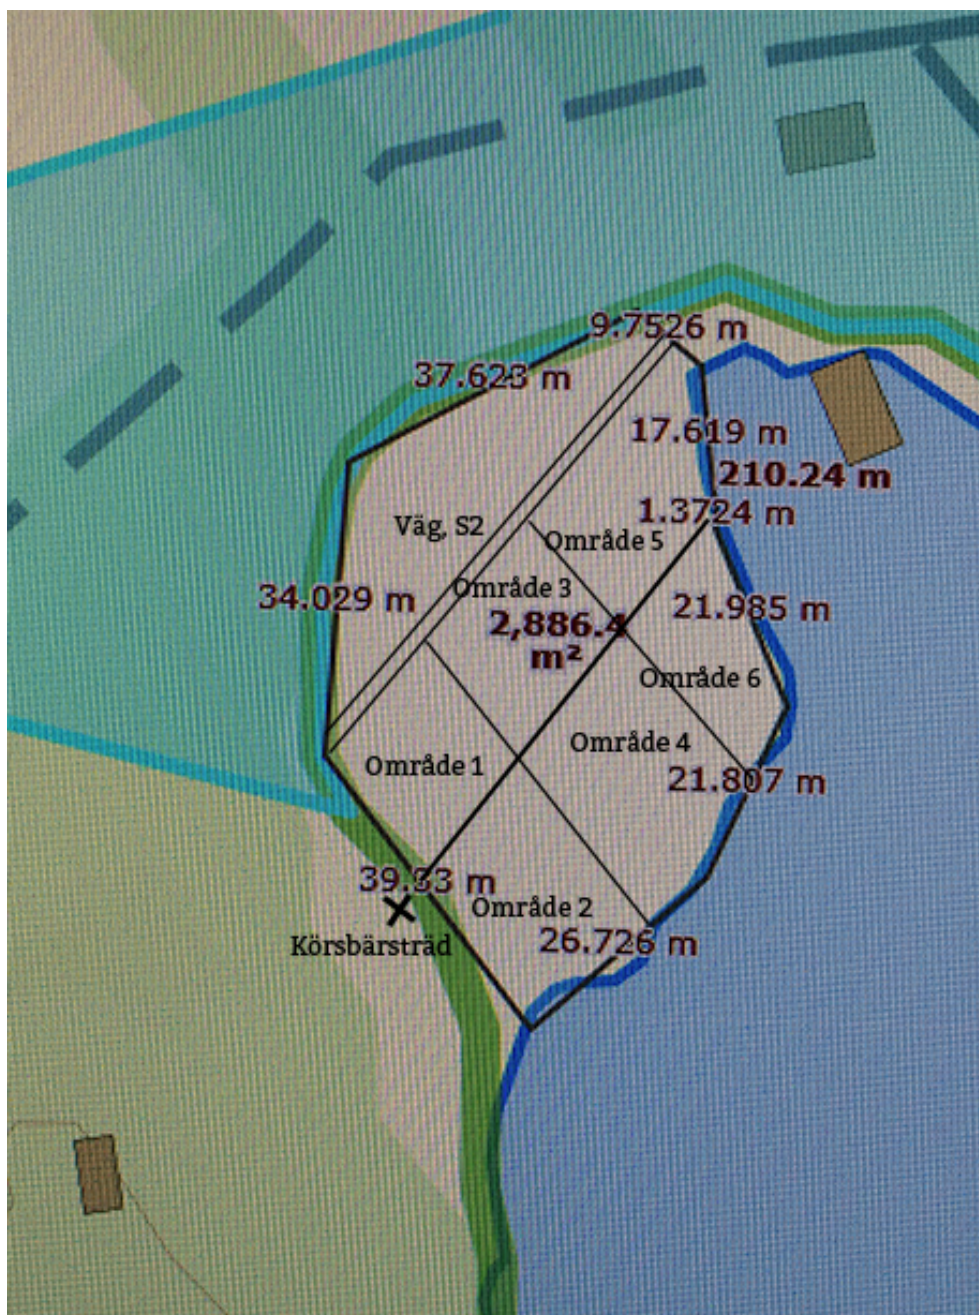 9.7526 m
37.623 m
17.619 m
210.24 m
1.3724 m
Väg, S2
Område 5
34.029 m
Område 3
21.985 m
2,886.4
m²
Område 6
Område 4
Område 1
21.807 m
39.33 m
Område 2
26.726 m
Körsbärsträd